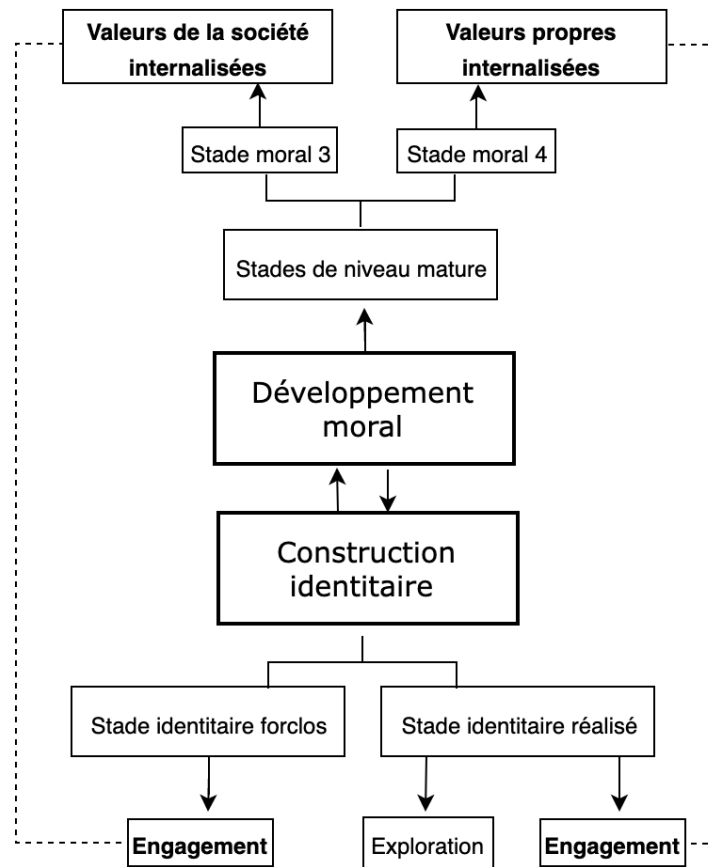 Valeurs de la société
internalisées
Valeurs propres
internalisées
Stade moral 3
Stade moral 4
Stades de niveau mature
Développement
moral
Construction
identitaire
Stade identitaire forclos
Stade identitaire réalisé
Engagement
Exploration
Engagement